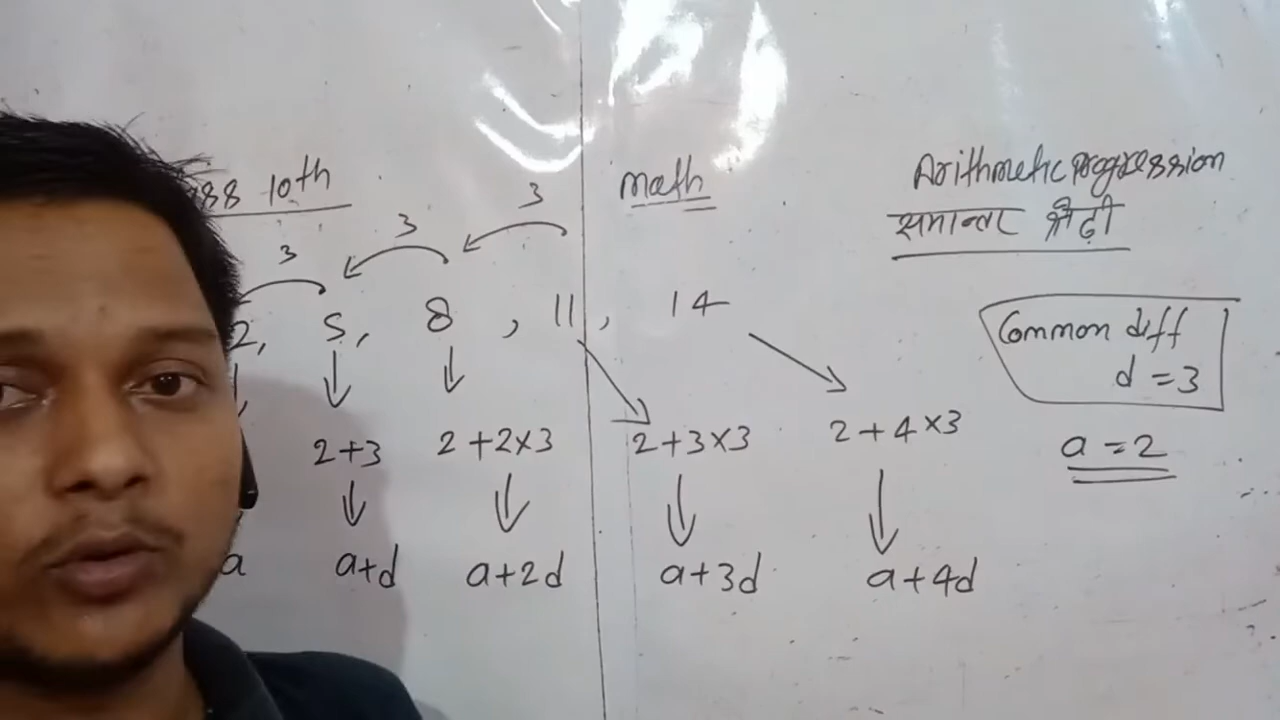 10th math Arithmetic progression
समान्तर श्रेढ़ी
3 3 3
2, 5, 8, 11, 14
Common diff
d = 3
2+3 2+2×3 2+3×3 2+4×3
a = 2
a a+d a+2d a+3d a+4d